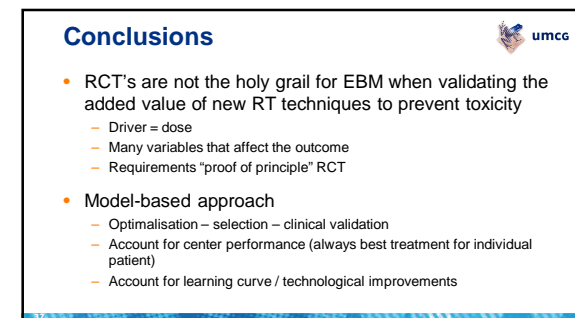 Conclusions
umcg
• RCT's are not the holy grail for EBM when validating the
added value of new RT techniques to prevent toxicity
– Driver = dose
– Many variables that affect the outcome
– Requirements "proof of principle" RCT
• Model-based approach
– Optimalisation – selection – clinical validation
– Account for center performance (always best treatment for individual
patient)
– Account for learning curve / technological improvements
37